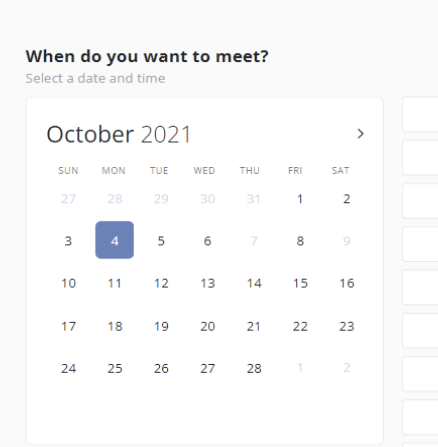 When do you want to meet?
Select a date and time
October 2021
SUN MON TUE WED THU FRI SAT
27 28 29 30 31 1 2
3 4 5 6 7 8 9
10 11 12 13 14 15 16
17 18 19 20 21 22 23
24 25 26 27 28 1 2